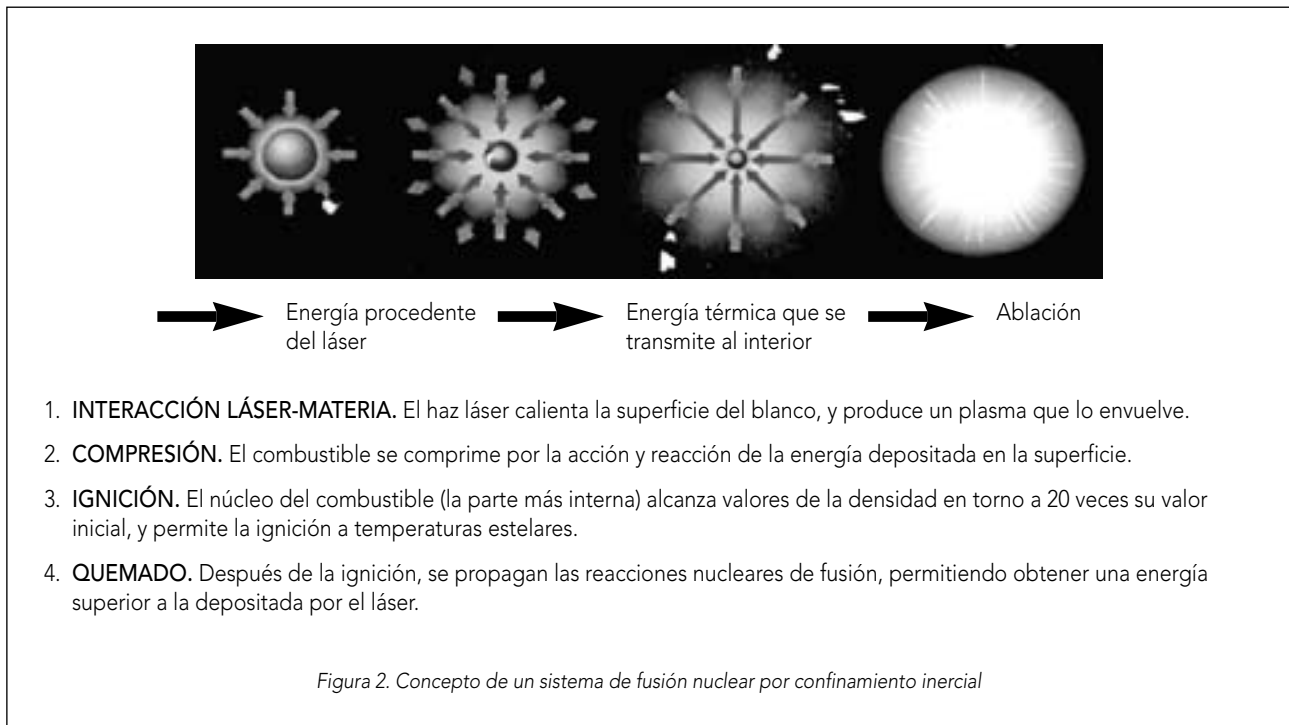 Energía procedente
del láser
Energía térmica que se
transmite al interior
Ablación
1. INTERACCIÓN LÁSER-MATERIA. El haz láser calienta la superficie del blanco, y produce un plasma que lo envuelve.
2. COMPRESIÓN. El combustible se comprime por la acción y reacción de la energía depositada en la superficie.
3. IGNICIÓN. El núcleo del combustible (la parte más interna) alcanza valores de la densidad en torno a 20 veces su valor
inicial, y permite la ignición a temperaturas estelares.
4. QUEMADO. Después de la ignición, se propagan las reacciones nucleares de fusión, permitiendo obtener una energía
superior a la depositada por el láser.
Figura 2. Concepto de un sistema de fusión nuclear por confinamiento inercial